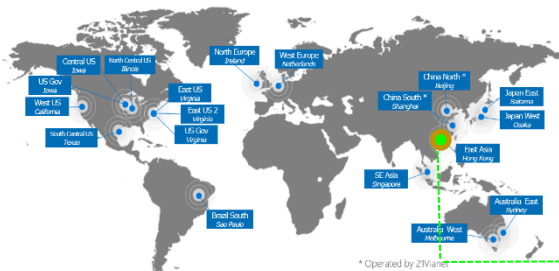 Central US
Iowa
North Central US
Illinois
US Gov
Iowa
West US
California
South Central US
Texas
East US
Virginia
East US 2
Virginia
US Gov
Virginia
North Europe
Ireland
West Europe
Netherlands
China North *
Beijing
China South *
Shanghai
Japan East
Saitama
Japan West
Osaka
East Asia
Hong Kong
SE Asia
Singapore
Brazil South
Sao Paulo
Australia East
Sydney
Australia West
Melbourne
* Operated by 21Vianet